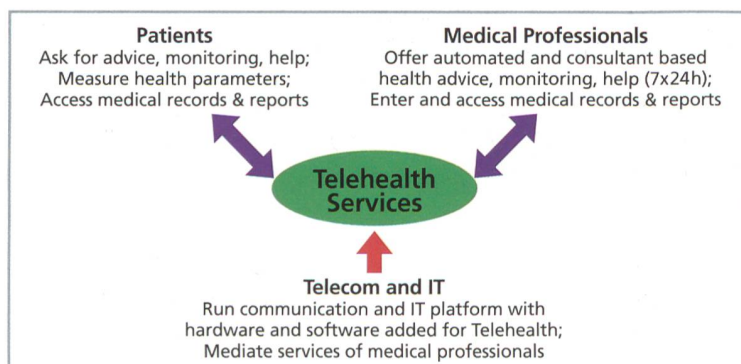 Patients
Ask for advice, monitoring, help;
Measure health parameters;
Access medical records & reports
Medical Professionals
Offer automated and consultant based
health advice, monitoring, help (7x24h);
Enter and access medical records & reports
Telehealth
Services
Telecom and IT
Run communication and IT platform with
hardware and software added for Telehealth;
Mediate services of medical professionals